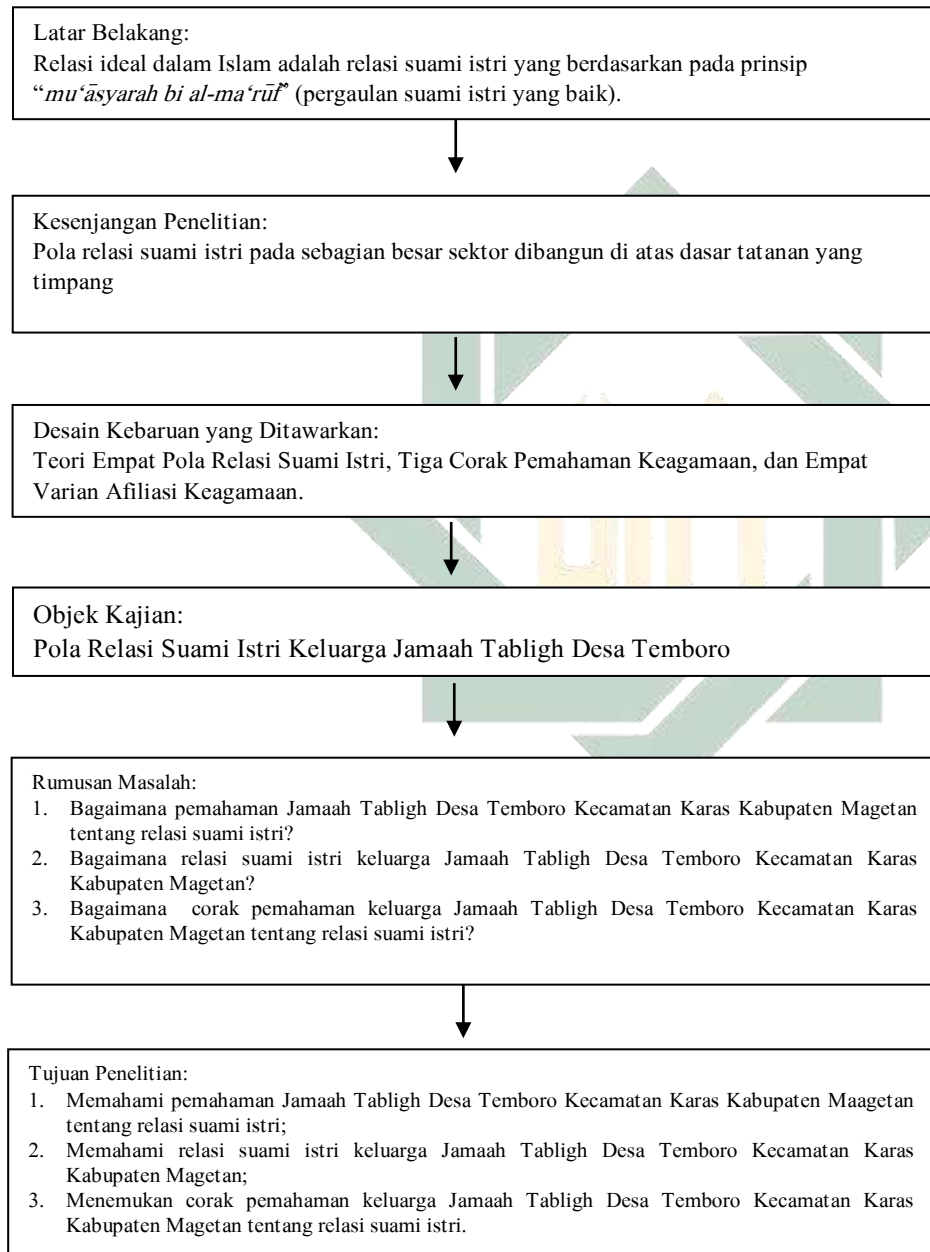 Latar Belakang:
Relasi ideal dalam Islam adalah relasi suami istri yang berdasarkan pada prinsip
“mu‘āsyarah bi al-ma‘rūf” (pergaulan suami istri yang baik).
Kesenjangan Penelitian:
Pola relasi suami istri pada sebagian besar sektor dibangun di atas dasar tatanan yang
timpang
Desain Kebaruan yang Ditawarkan:
Teori Empat Pola Relasi Suami Istri, Tiga Corak Pemahaman Keagamaan, dan Empat
Varian Afiliasi Keagamaan.
Objek Kajian:
Pola Relasi Suami Istri Keluarga Jamaah Tabligh Desa Temboro
Rumusan Masalah:
1. Bagaimana pemahaman Jamaah Tabligh Desa Temboro Kecamatan Karas Kabupaten Magetan
tentang relasi suami istri?
2. Bagaimana relasi suami istri keluarga Jamaah Tabligh Desa Temboro Kecamatan Karas
Kabupaten Magetan?
3. Bagaimana corak pemahaman keluarga Jamaah Tabligh Desa Temboro Kecamatan Karas
Kabupaten Magetan tentang relasi suami istri?
Tujuan Penelitian:
1. Memahami pemahaman Jamaah Tabligh Desa Temboro Kecamatan Karas Kabupaten Maagetan
tentang relasi suami istri;
2. Memahami relasi suami istri keluarga Jamaah Tabligh Desa Temboro Kecamatan Karas
Kabupaten Magetan;
3. Menemukan corak pemahaman keluarga Jamaah Tabligh Desa Temboro Kecamatan Karas
Kabupaten Magetan tentang relasi suami istri.